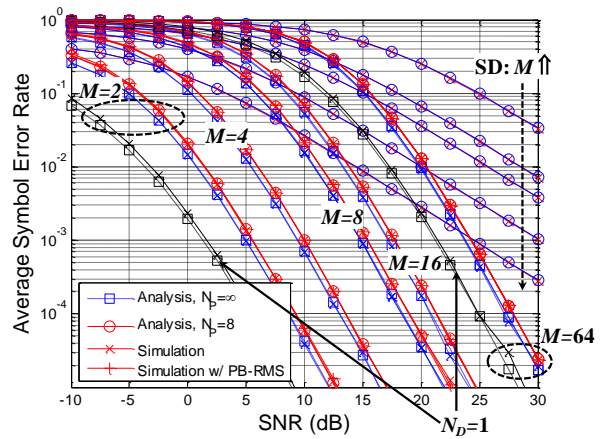 10^0
10^-1
10^-2
10^-3
10^-4
Average Symbol Error Rate
-10 -5 0 5 10 15 20 25 30
SNR (dB)
SD: M ⇑
M=2
M=4
M=8
M=16
M=64
N_D=1
Analysis, N_p=∞
Analysis, N_p=8
Simulation
Simulation w/ PB-RMS